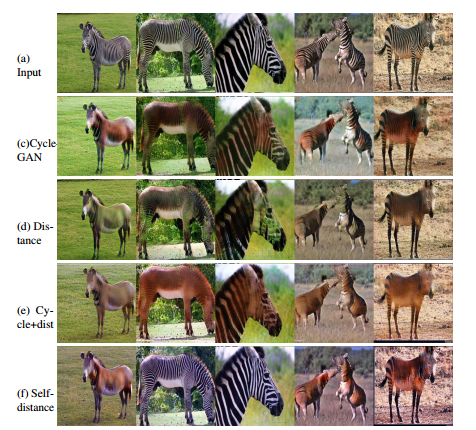 (a)
Input
(c)Cycle-
GAN
(d) Dis-
tance
(e) Cy-
cle+dist
(f) Self-
distance